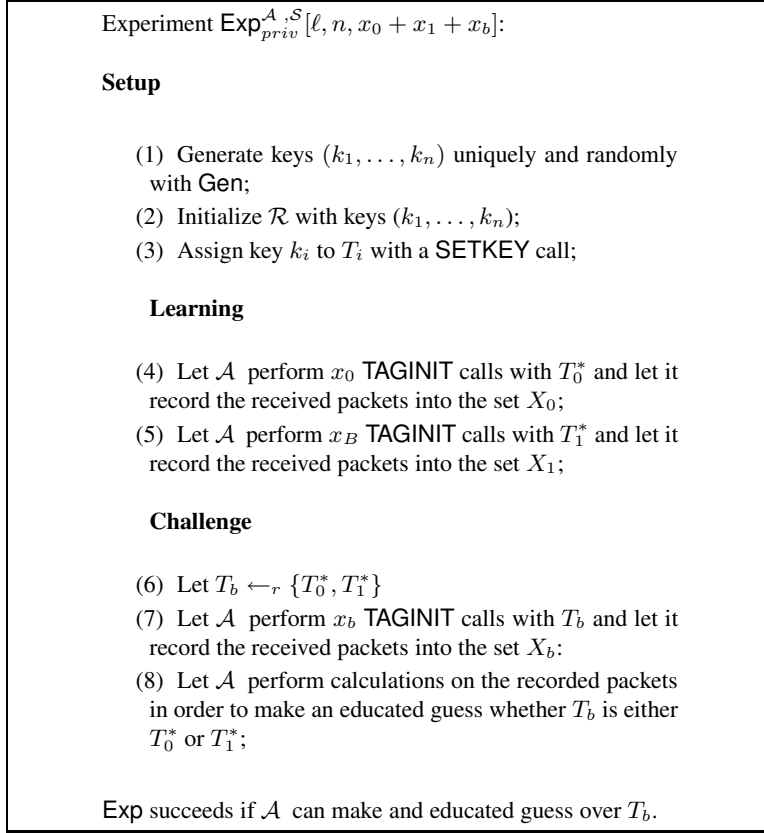 Experiment Exp^{A,S}_{priv}[ℓ, n, x_0 + x_1 + x_b]:
Setup
(1) Generate keys (k_1, . . . , k_n) uniquely and randomly
with Gen;
(2) Initialize R with keys (k_1, . . . , k_n);
(3) Assign key k_i to T_i with a SETKEY call;
Learning
(4) Let A perform x_0 TAGINIT calls with T_0^* and let it
record the received packets into the set X_0;
(5) Let A perform x_B TAGINIT calls with T_1^* and let it
record the received packets into the set X_1;
Challenge
(6) Let T_b ←_r {T_0^*, T_1^*}
(7) Let A perform x_b TAGINIT calls with T_b and let it
record the received packets into the set X_b:
(8) Let A perform calculations on the recorded packets
in order to make an educated guess whether T_b is either
T_0^* or T_1^*;
Exp succeeds if A can make and educated guess over T_b.